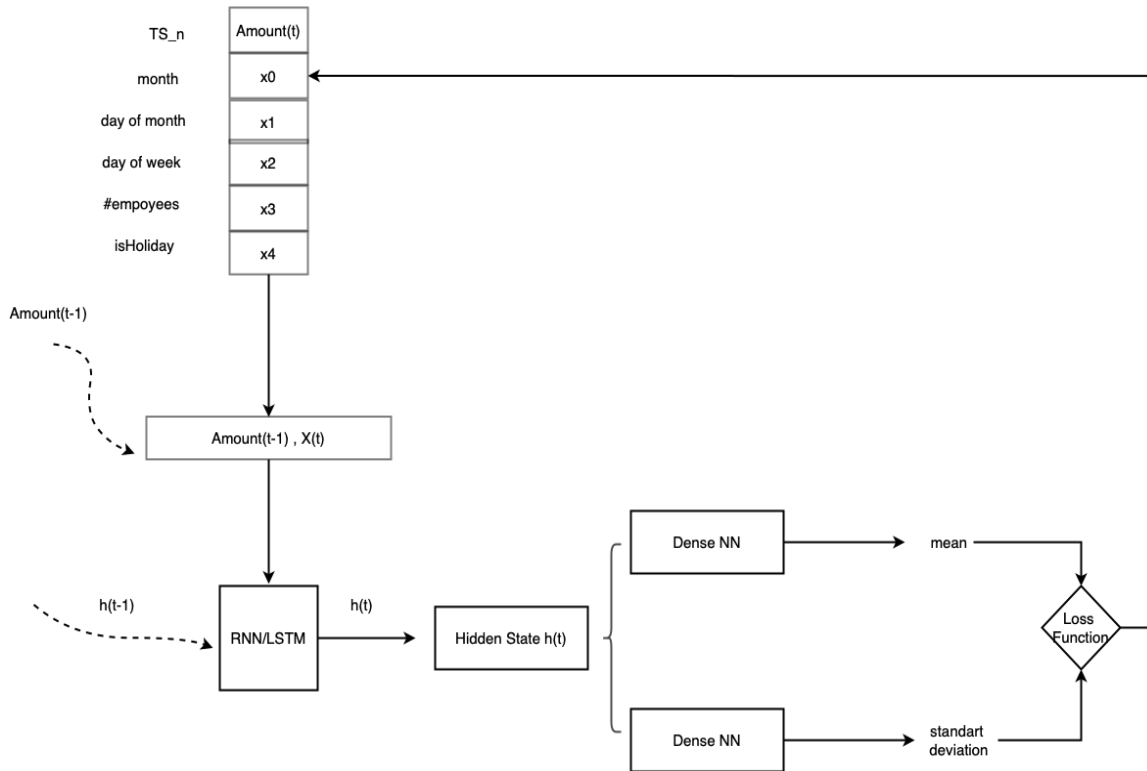 TS_n
Amount(t)
month
x0
day of month
x1
day of week
x2
#empoyees
x3
isHoliday
x4
Amount(t-1)
Amount(t-1) , X(t)
Dense NN
mean
h(t-1)
RNN/LSTM
h(t)
Hidden State h(t)
Loss
Function
Dense NN
standart
deviation